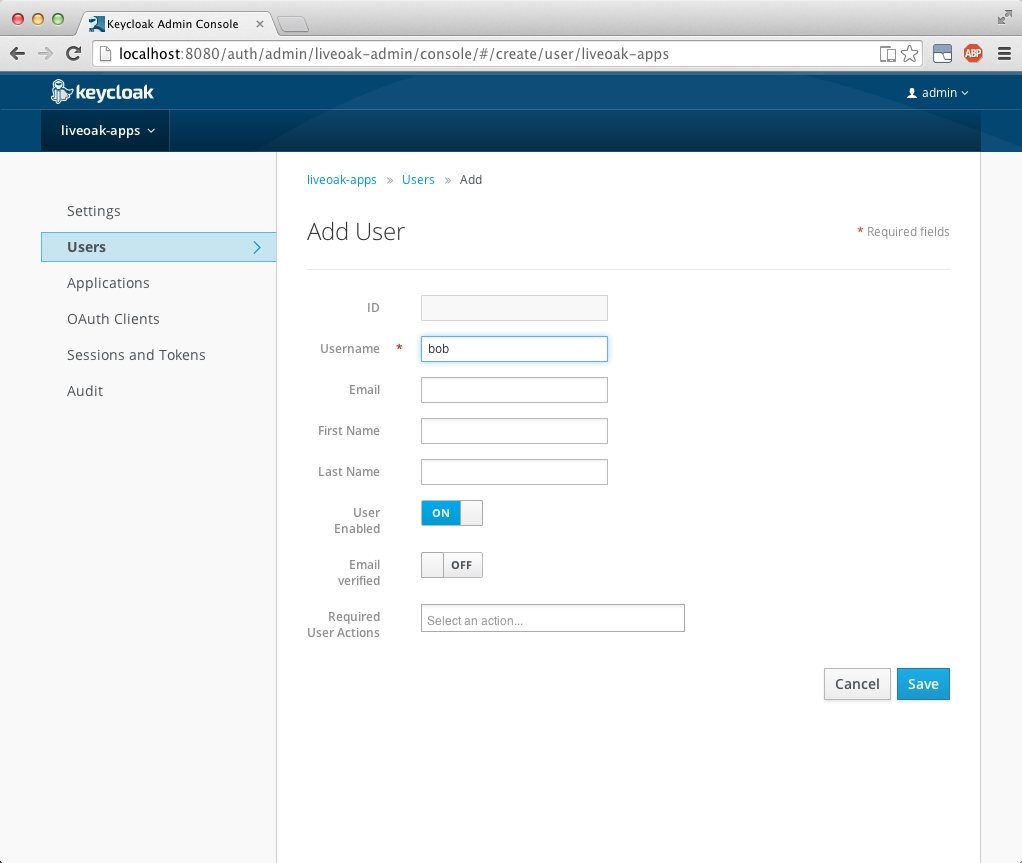 Keycloak Admin Console
localhost:8080/auth/admin/liveoak-admin/console/#/create/user/liveoak-apps
ABP
keycloak
admin
liveoak-apps
liveoak-apps » Users » Add
Settings
Users
Applications
OAuth Clients
Sessions and Tokens
Audit
Add User
* Required fields
ID
Username * bob
Email
First Name
Last Name
User
Enabled
ON
Email
verified
OFF
Required
User Actions
Select an action...
Cancel
Save